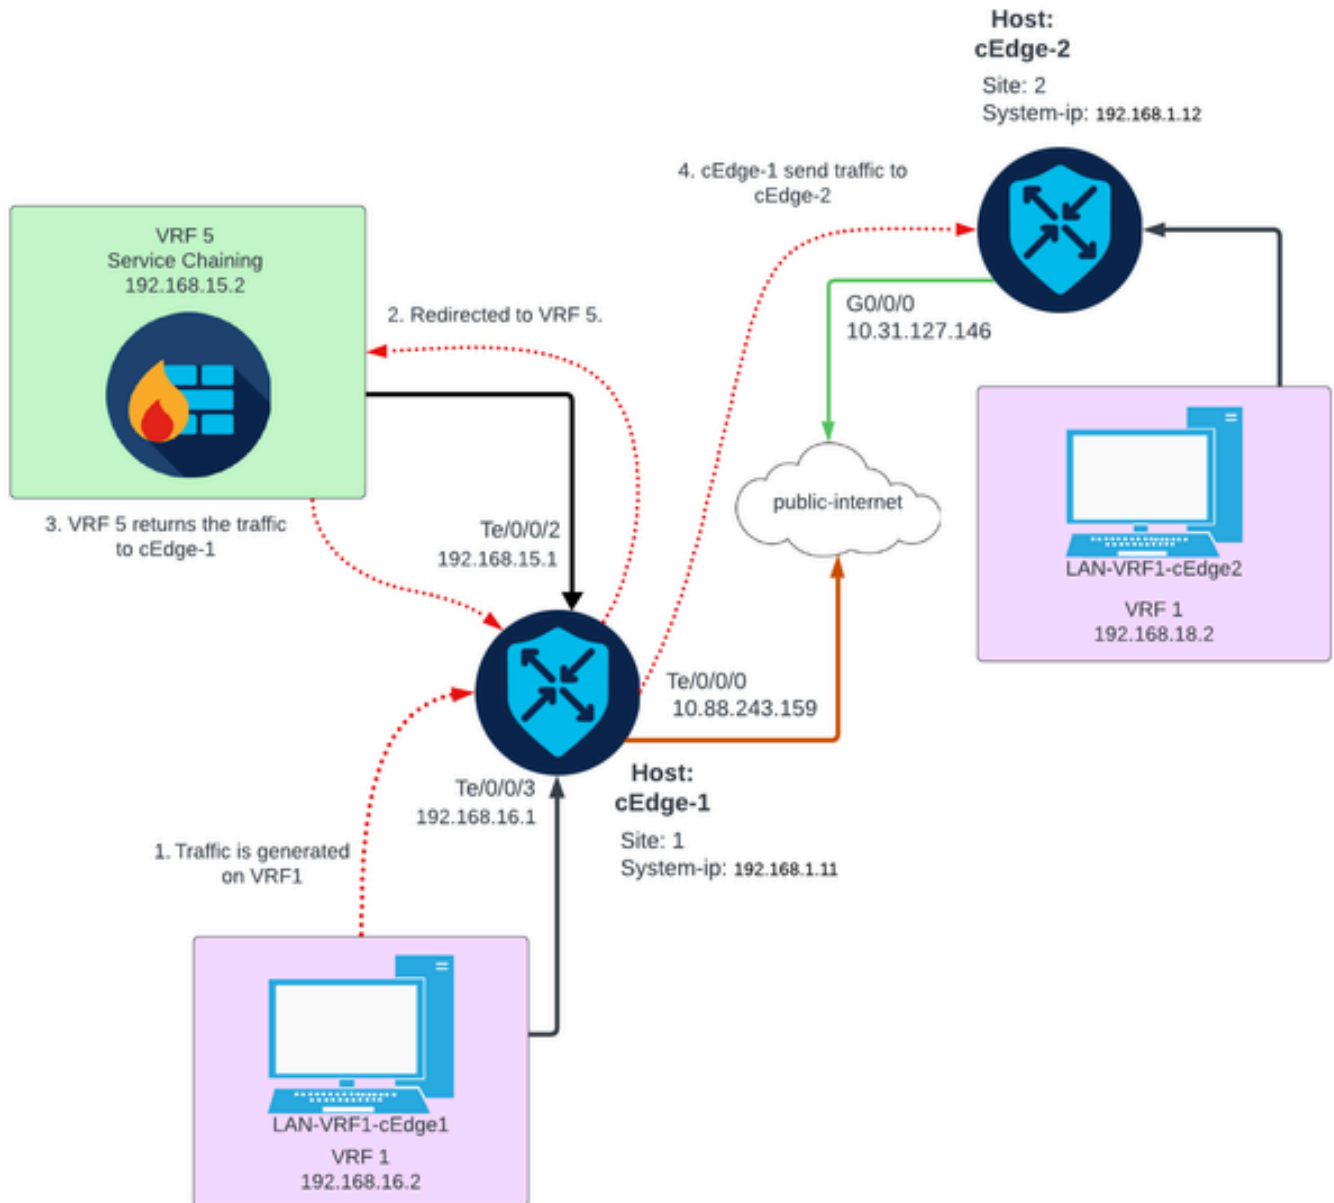 Host:
cEdge-2
Site: 2
System-ip: 192.168.1.12
4. cEdge-1 send traffic to
cEdge-2
VRF 5
Service Chaining
192.168.15.2
2. Redirected to VRF 5.
G0/0/0
10.31.127.146
public-internet
3. VRF 5 returns the traffic
to cEdge-1
Te/0/0/2
192.168.15.1
LAN-VRF1-cEdge2
VRF 1
192.168.18.2
Te/0/0/0
10.88.243.159
Te/0/0/3
192.168.16.1
Host:
cEdge-1
Site: 1
System-ip: 192.168.1.11
1. Traffic is generated
on VRF1
LAN-VRF1-cEdge1
VRF 1
192.168.16.2